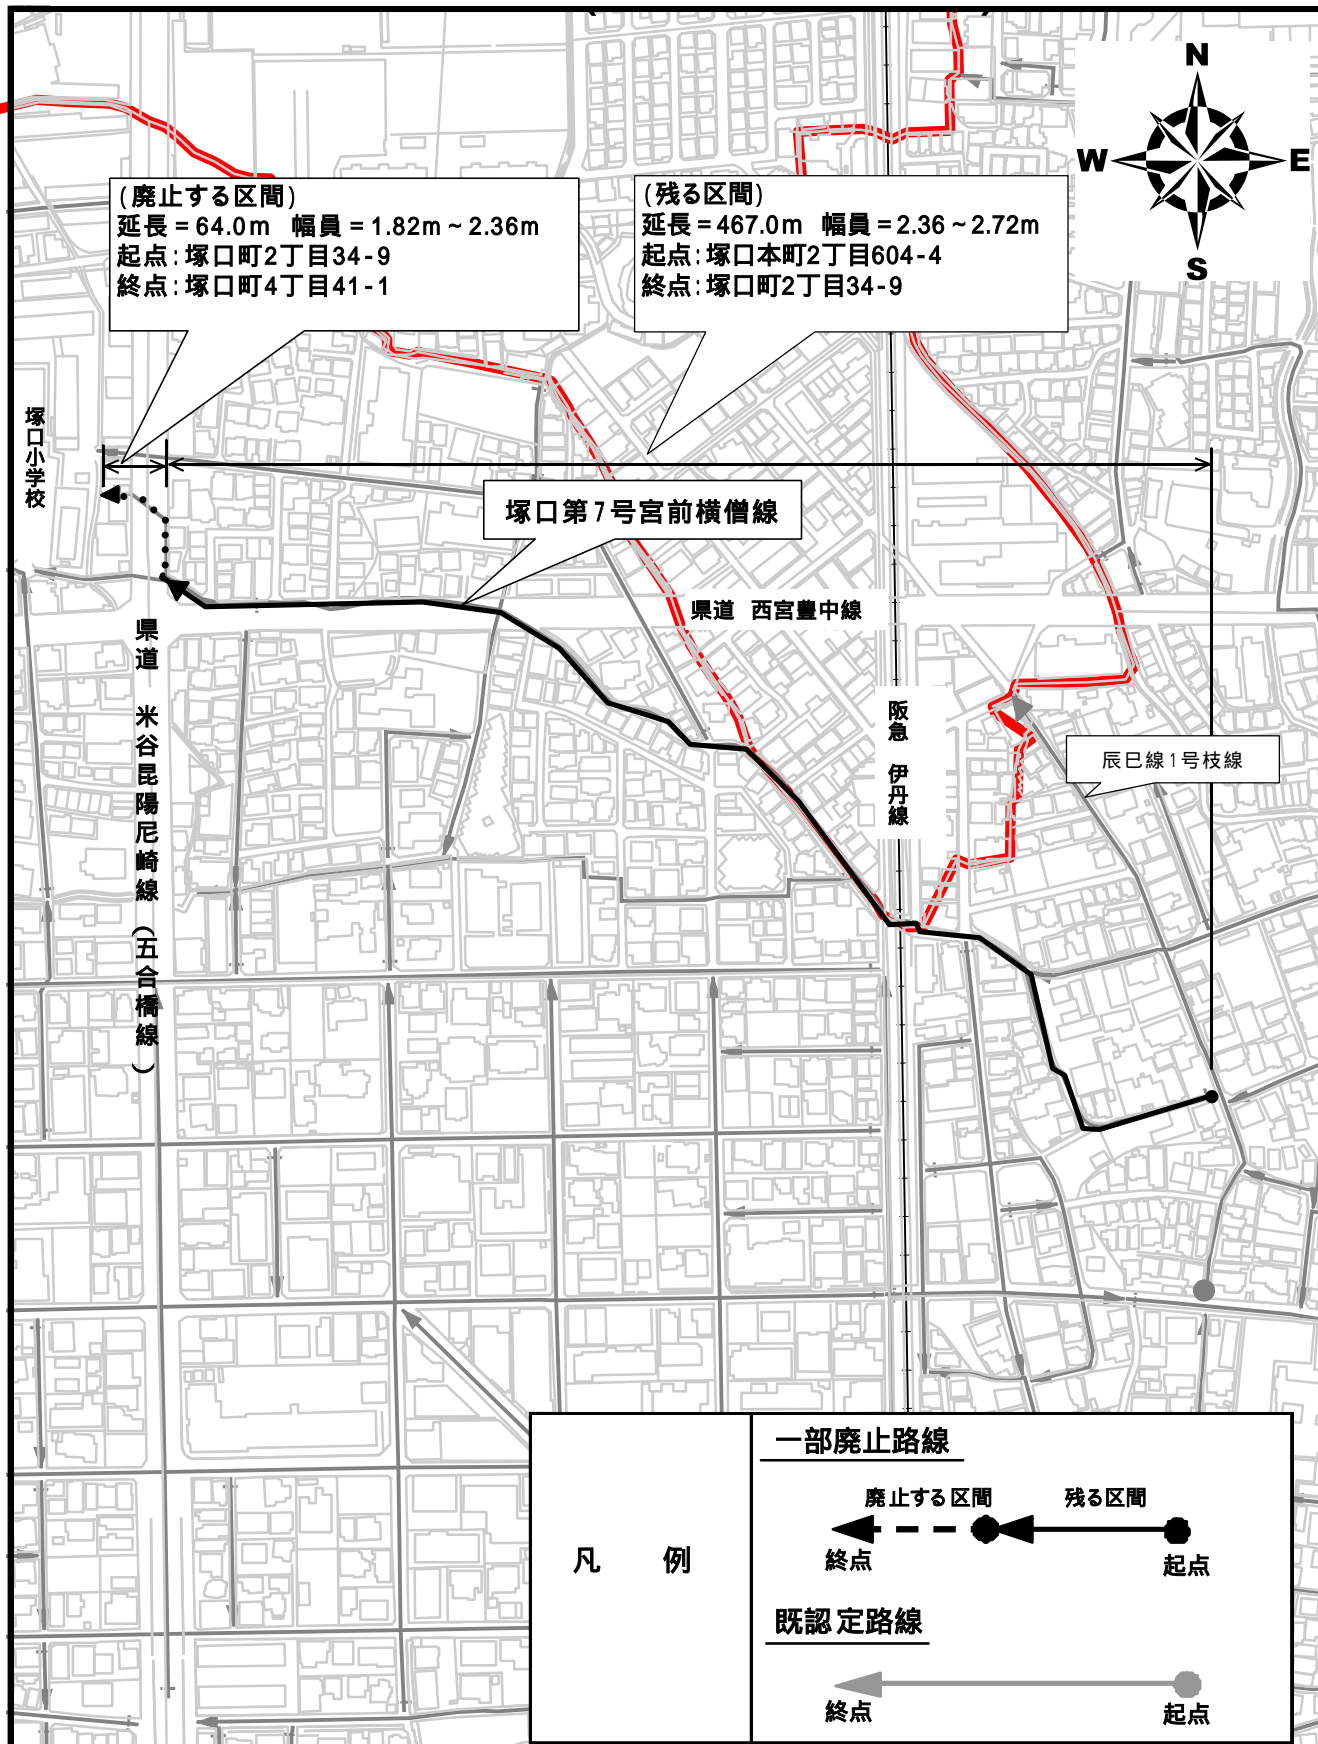 N
W
E
S
(廃止する区間)
延長=64.0m 幅員=1.82m~2.36m
起点:塚口町2丁目34-9
終点:塚口町4丁目41-1
(残る区間)
延長=467.0m 幅員=2.36~2.72m
起点:塚口本町2丁目604-4
終点:塚口町2丁目34-9
塚口小学校
塚口第7号宮前横僧線
県道 西宮豊中線
県道 米谷昆陽尼崎線(五合橋線)
阪急 伊丹線
辰巳線1号枝線
凡 例
一部廃止路線
廃止する区間 残る区間
終点 起点
既認定路線
終点 起点